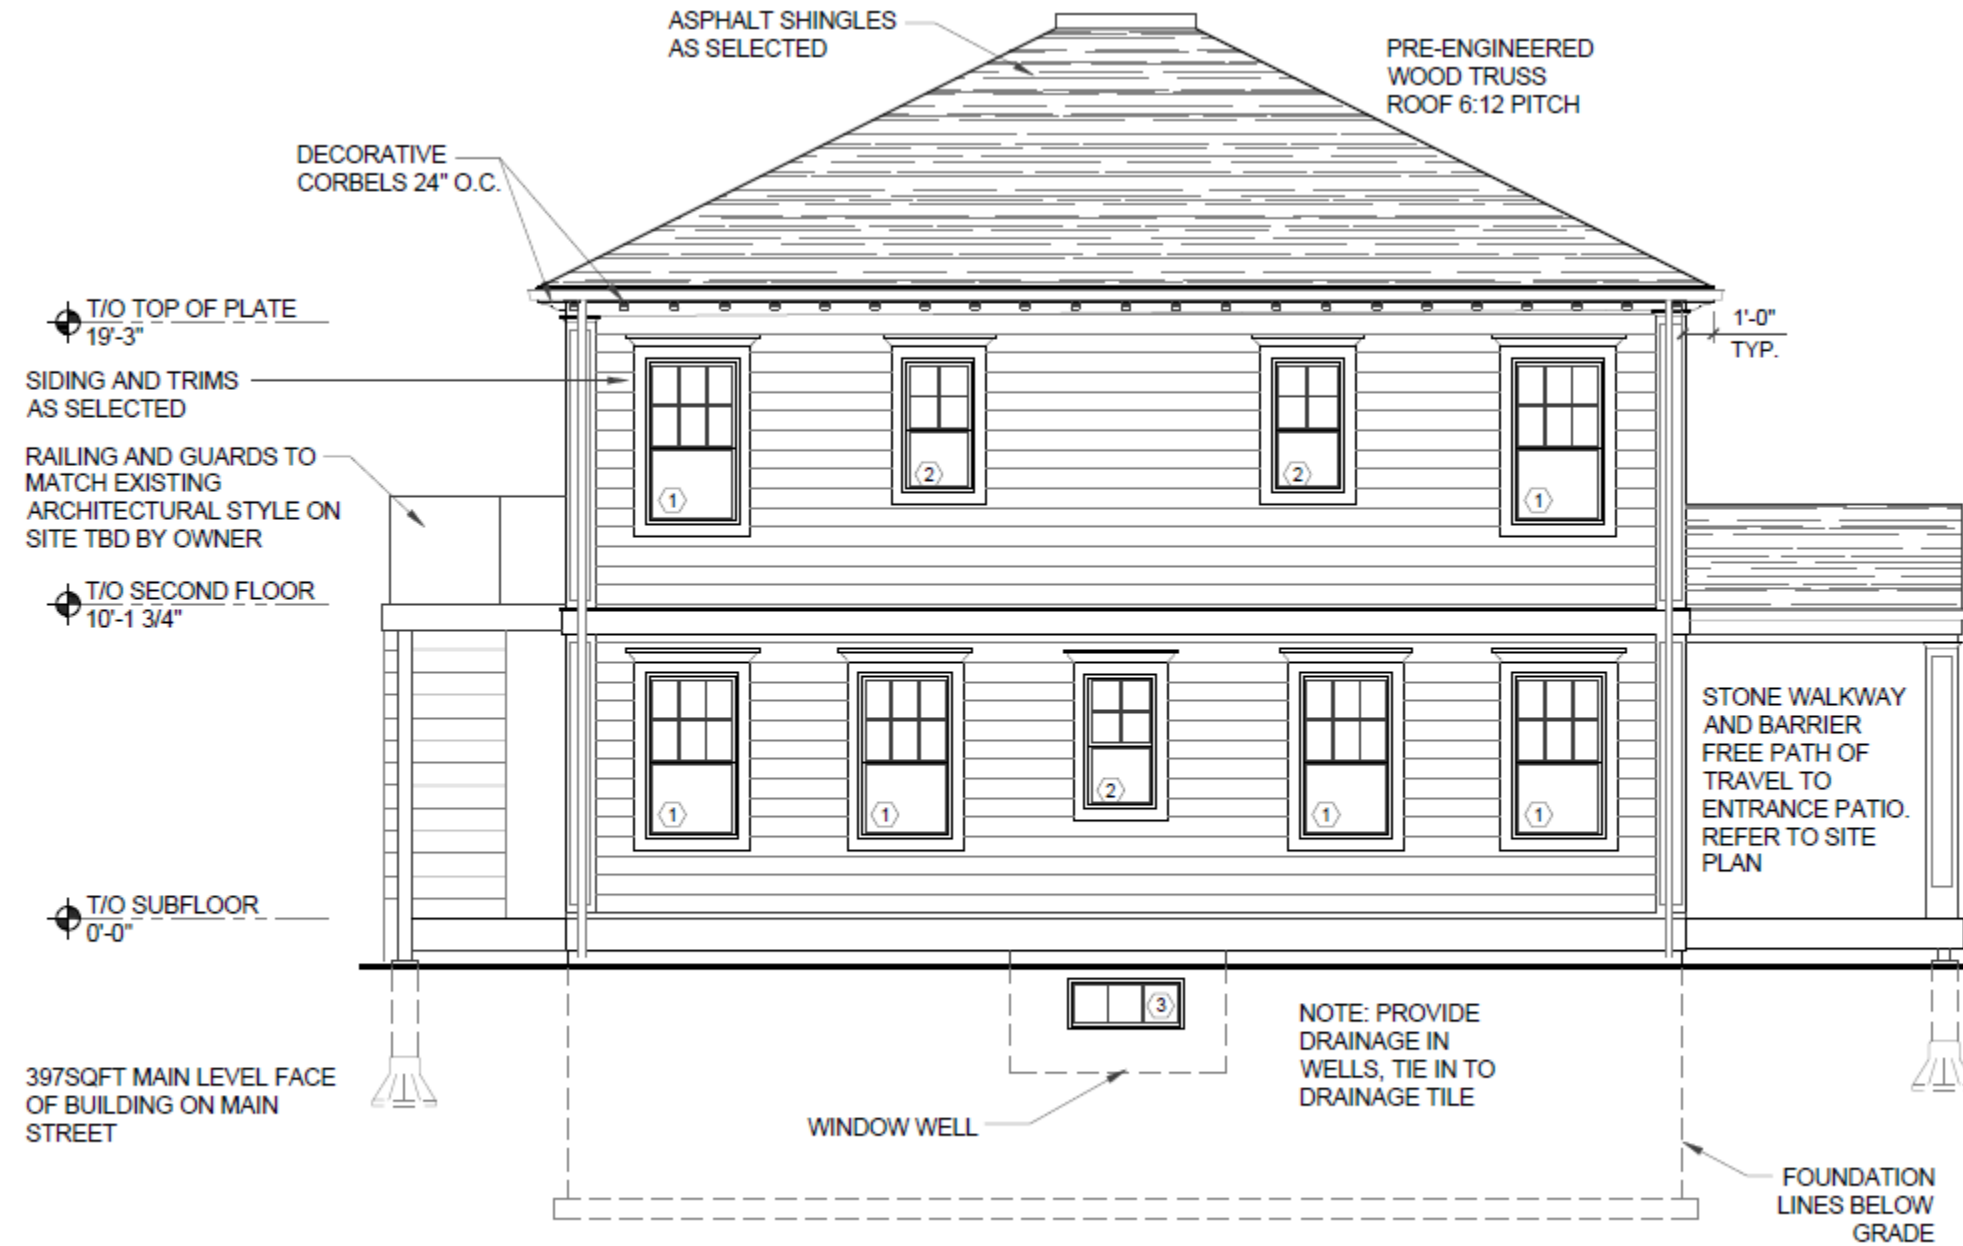 ASPHALT SHINGLES
AS SELECTED
PRE-ENGINEERED
WOOD TRUSS
ROOF 6:12 PITCH
DECORATIVE
CORBELS 24" O.C.
T/O TOP OF PLATE
19'-3"
1'-0"
TYP.
SIDING AND TRIMS
AS SELECTED
RAILING AND GUARDS TO
MATCH EXISTING
ARCHITECTURAL STYLE ON
SITE TBD BY OWNER
1
2
2
1
T/O SECOND FLOOR
10'-1 3/4"
1
1
2
1
1
STONE WALKWAY
AND BARRIER
FREE PATH OF
TRAVEL TO
ENTRANCE PATIO.
REFER TO SITE
PLAN
T/O SUBFLOOR
0'-0"
3
NOTE: PROVIDE
DRAINAGE IN
WELLS, TIE IN TO
DRAINAGE TILE
397SQFT MAIN LEVEL FACE
OF BUILDING ON MAIN
STREET
WINDOW WELL
FOUNDATION
LINES BELOW
GRADE